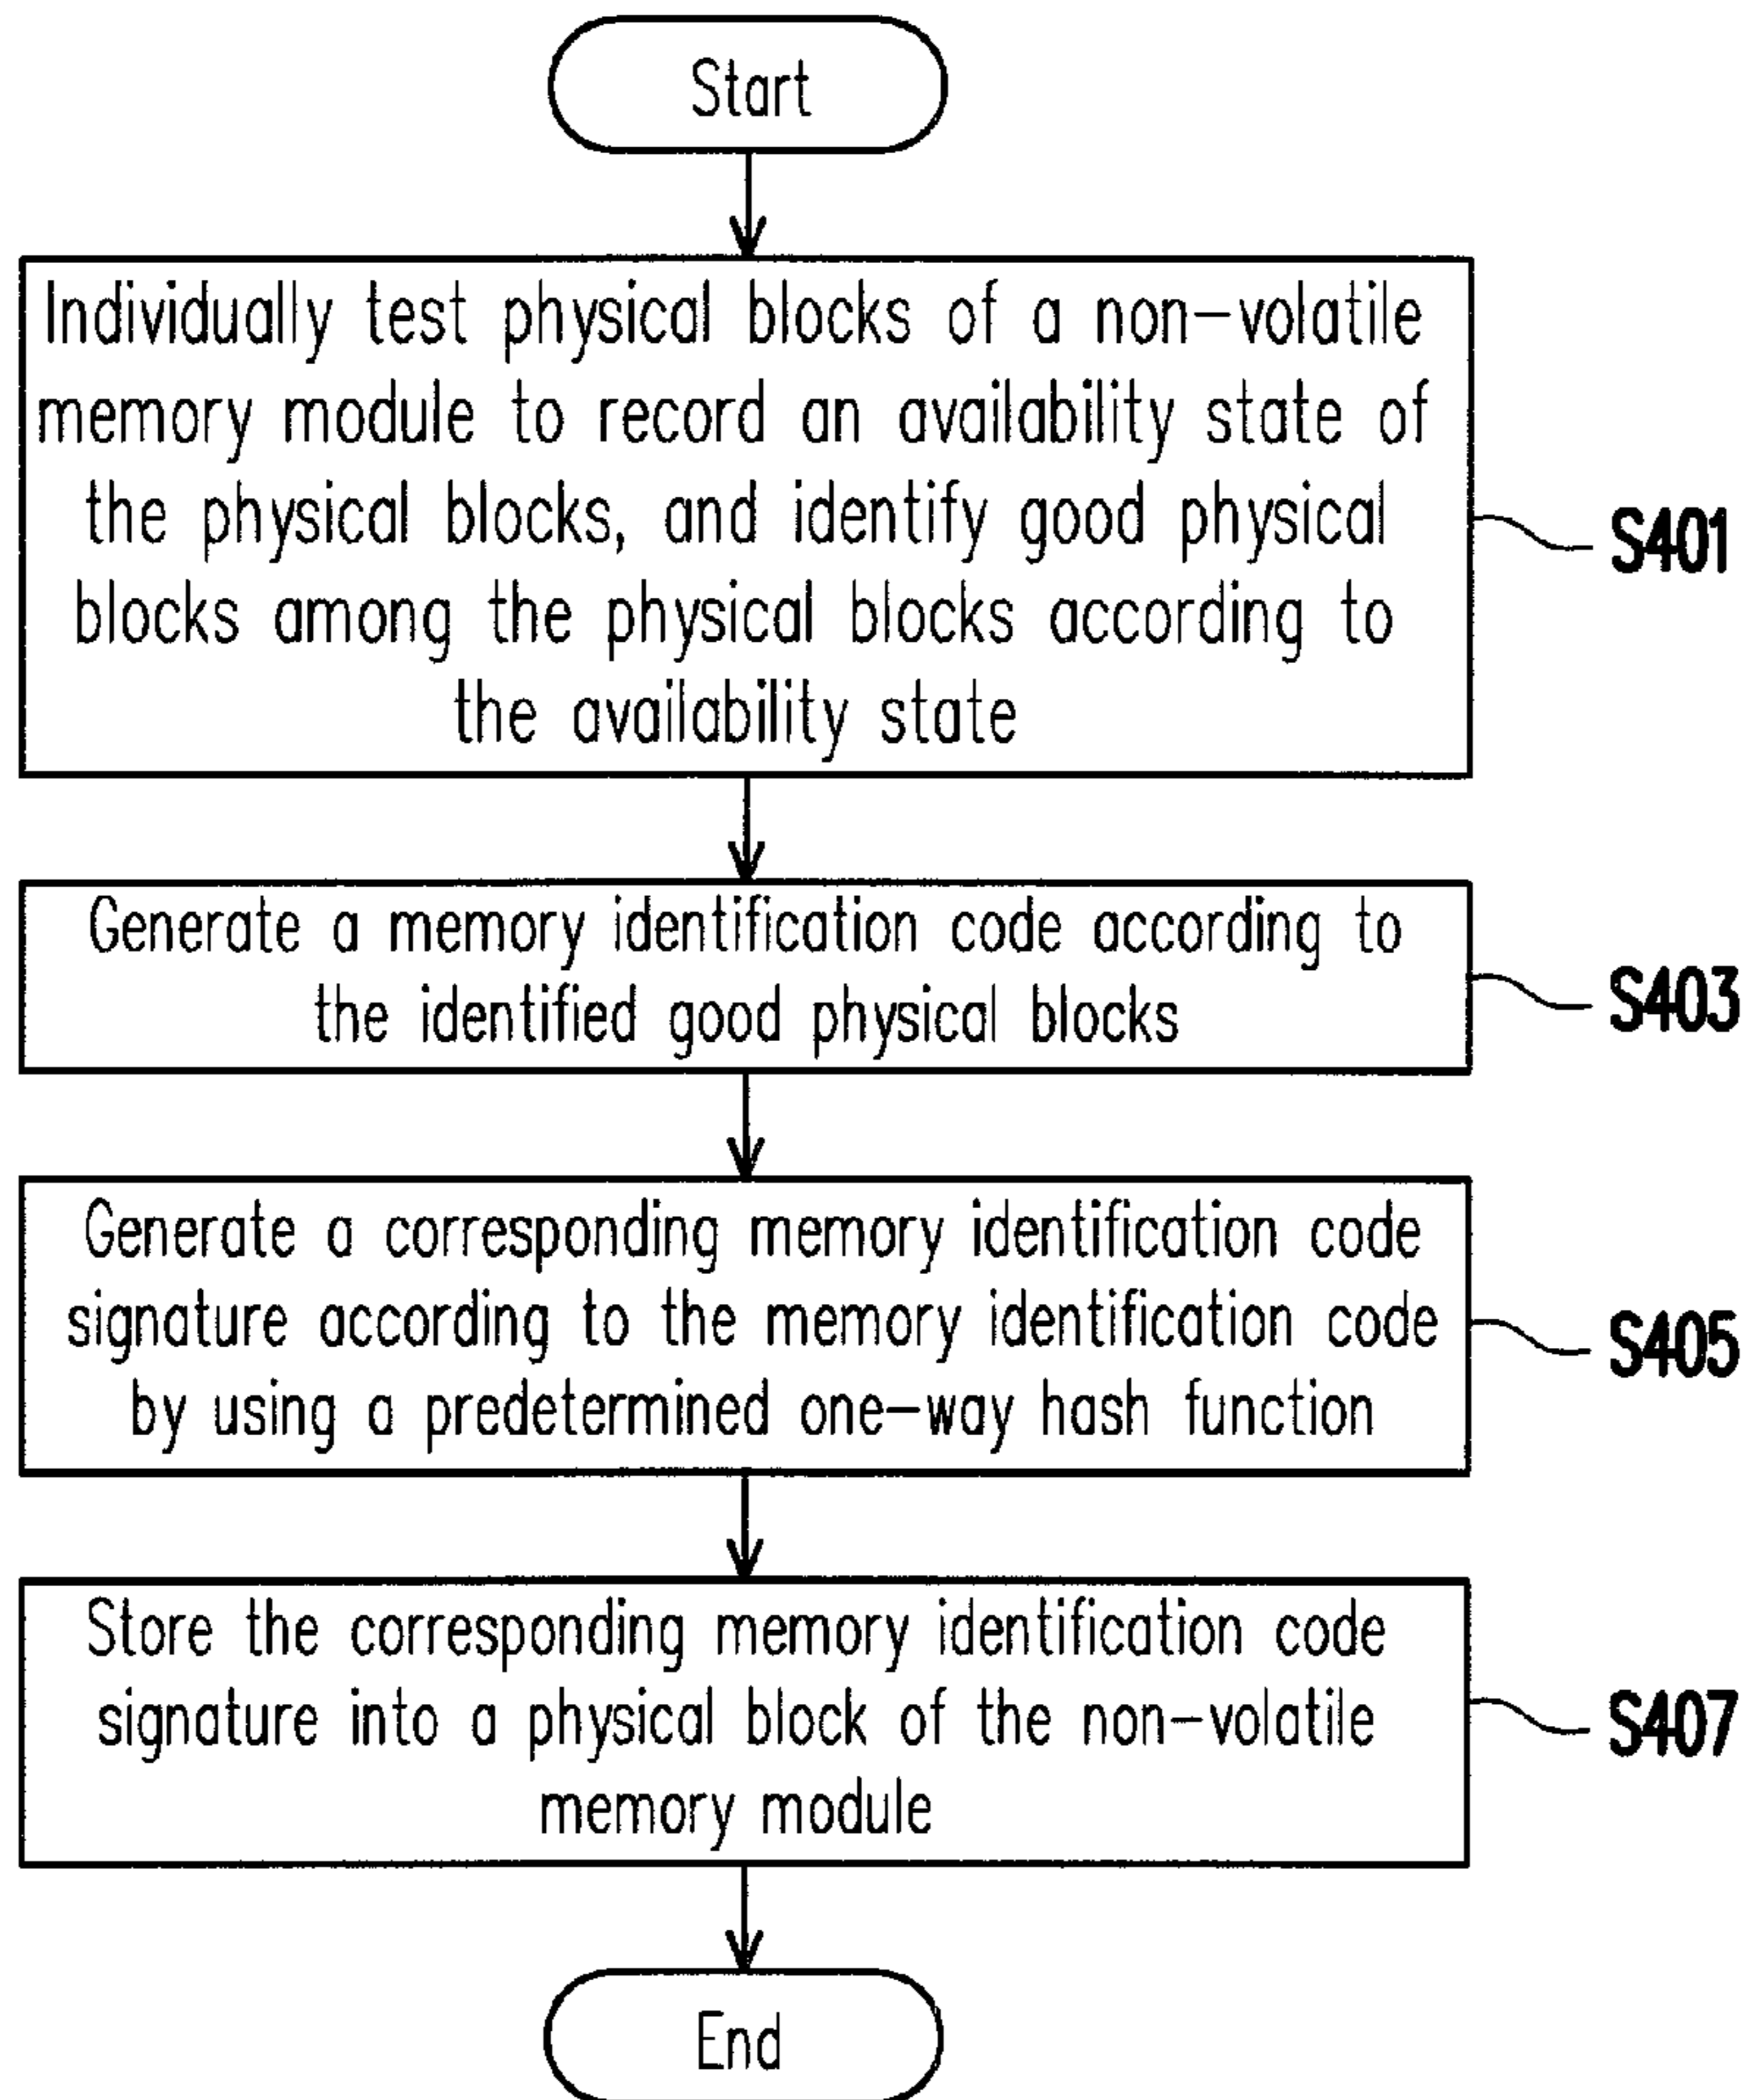 Start
Individually test physical blocks of a non-volatile
memory module to record an availability state of
the physical blocks, and identify good physical
blocks among the physical blocks according to
the availability state
S401
Generate a memory identification code according to
the identified good physical blocks
S403
Generate a corresponding memory identification code
signature according to the memory identification code
by using a predetermined one-way hash function
S405
Store the corresponding memory identification code
signature into a physical block of the non-volatile
memory module
S407
End